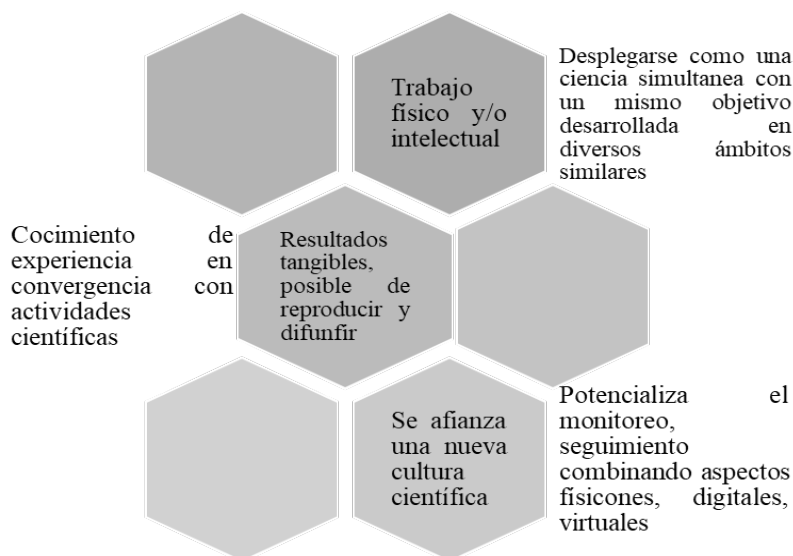 Trabajo
físico y/o
intelectual
Desplegarse como una
ciencia simultanea con
un mismo objetivo
desarrollada en
diversos ámbitos
similares
Cocimiento de
experiencia en
convergencia con
actividades
científicas
Resultados
tangibles,
posible de
reproducir y
difunfir
Se afianza
una nueva
cultura
científica
Potencializa el
monitoreo,
seguimiento
combinando aspectos
físicones, digitales,
virtuales